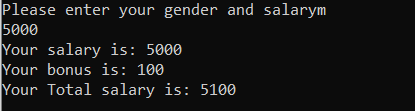 Please enter your gender and salarym
5000
Your salary is: 5000
Your bonus is: 100
Your Total salary is: 5100